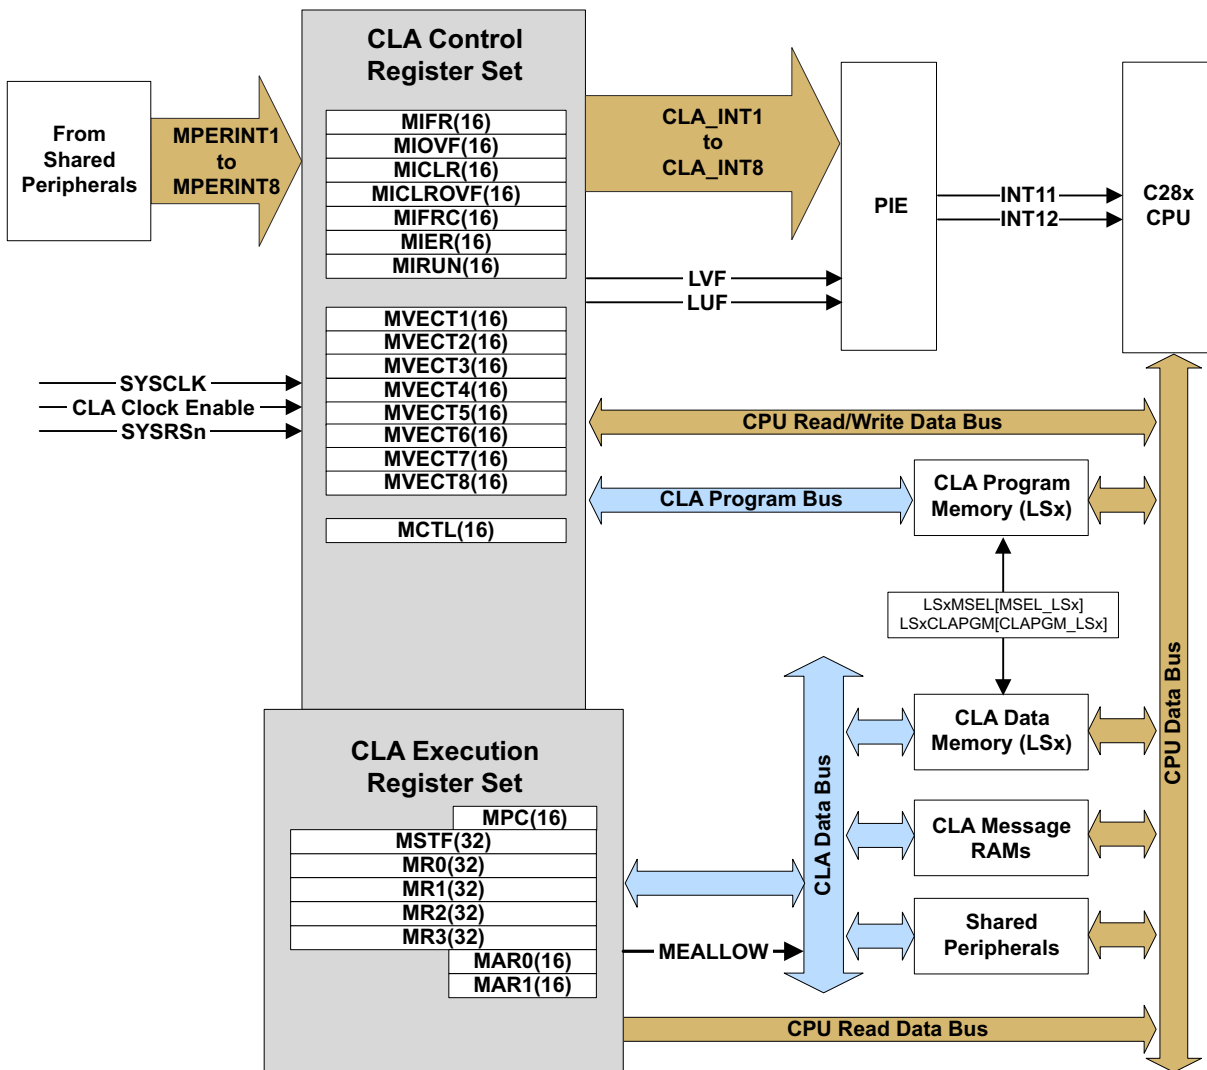 CLA Control
Register Set
From
Shared
Peripherals
MPERINT1
to
MPERINT8
MIFR(16)
MIOVF(16)
MICLR(16)
MICLROVF(16)
MIFRC(16)
MIER(16)
MIRUN(16)
CLA_INT1
to
CLA_INT8
PIE
INT11
INT12
C28x
CPU
LVF
LUF
MVECT1(16)
MVECT2(16)
MVECT3(16)
MVECT4(16)
MVECT5(16)
MVECT6(16)
MVECT7(16)
MVECT8(16)
SYSCLK
CLA Clock Enable
SYSRSn
CPU Read/Write Data Bus
CLA Program Bus
CLA Program
Memory (LSx)
MCTL(16)
LSxMSEL[MSEL_LSx]
LSxCLAPGM[CLAPGM_LSx]
CPU Data Bus
CLA Data Bus
CLA Data
Memory (LSx)
CLA Message
RAMs
Shared
Peripherals
CLA Execution
Register Set
MPC(16)
MSTF(32)
MR0(32)
MR1(32)
MR2(32)
MR3(32)
MAR0(16)
MAR1(16)
MEALLOW
CPU Read Data Bus